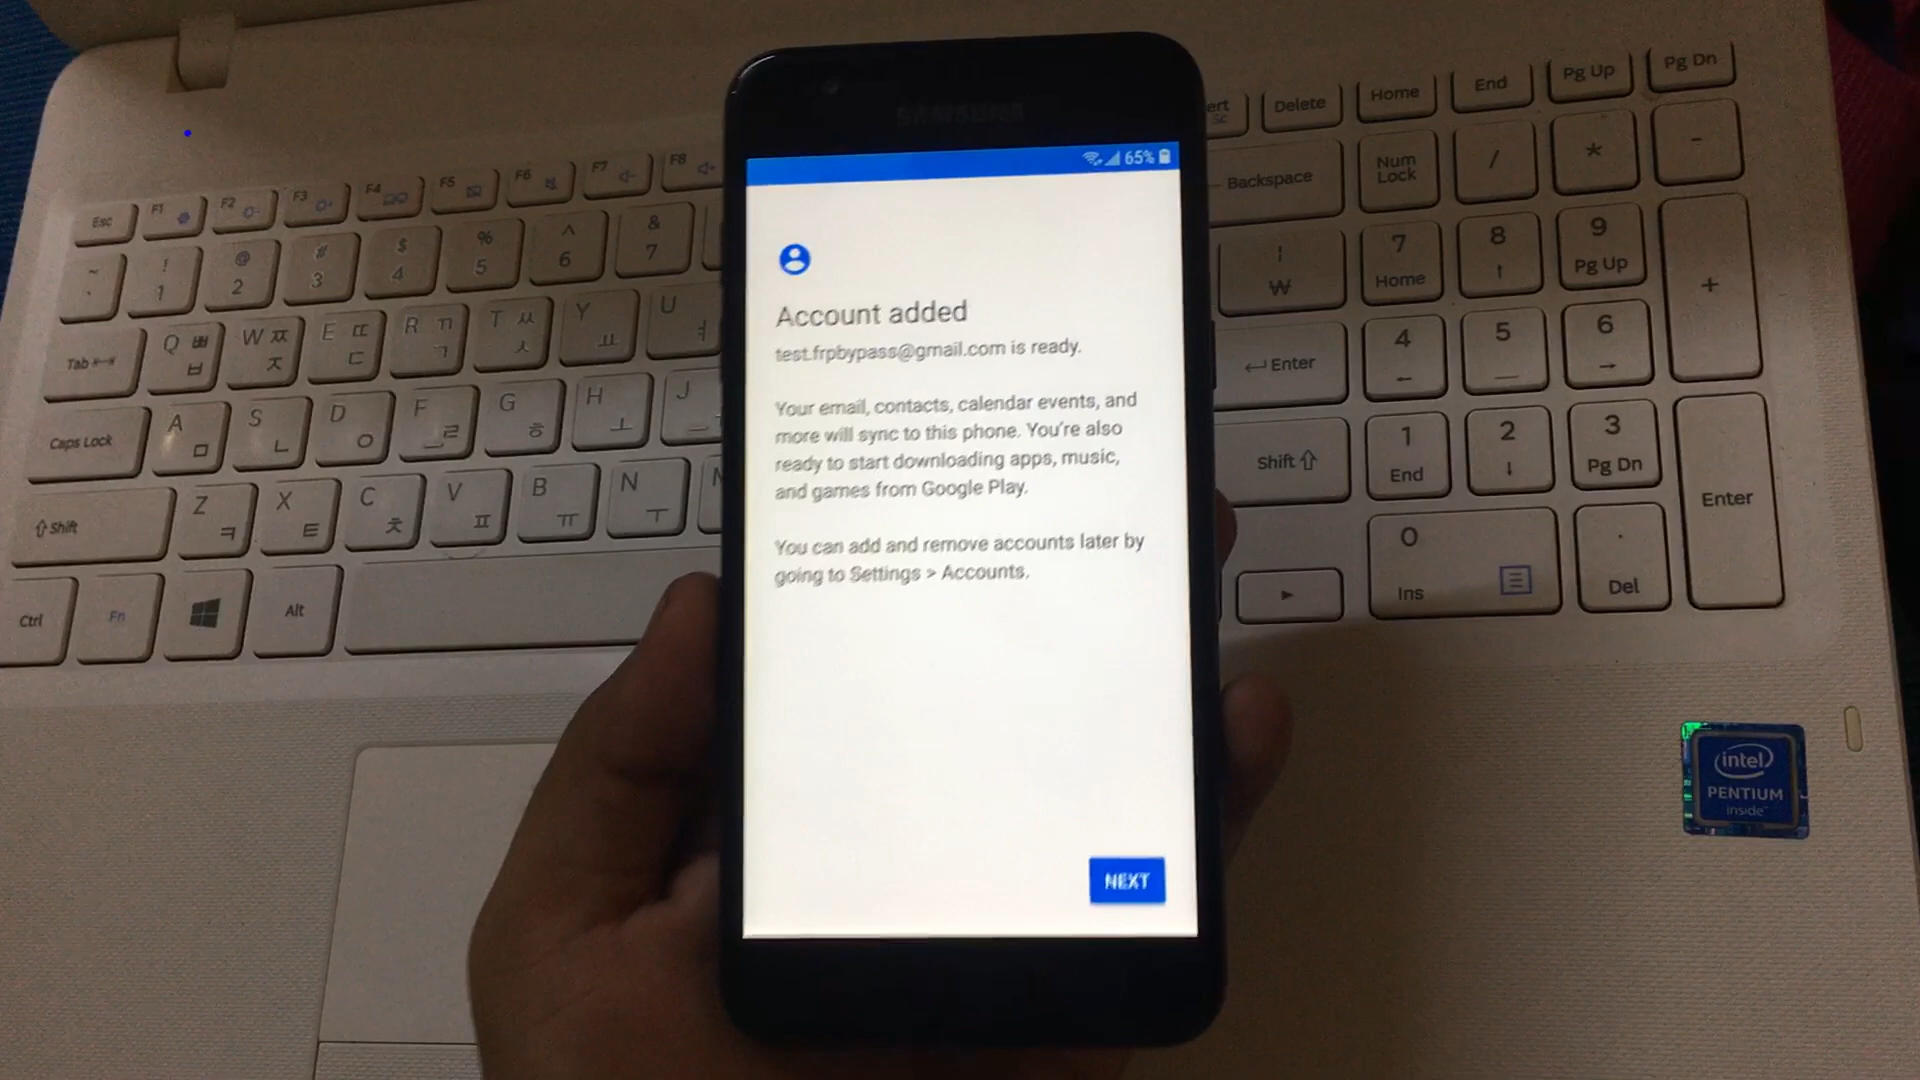 SAMSUNG
65%
Account added
test.frpbypass@gmail.com is ready.
Your email, contacts, calendar events, and
more will sync to this phone. You're also
ready to start downloading apps, music,
and games from Google Play.
You can add and remove accounts later by
going to Settings > Accounts.
NEXT
Esc F1 F2 F3 F4 F5 F6 F7 F8
~ ` ! 1 @ 2 # 3 $ 4 % 5 ^ 6 & 7
Tab Q ㅃ ㅂ W ㅉ ㅈ E ㄸ ㄷ R ㄲ ㄱ T ㅆ ㅅ Y ㅛ U ㅕ
Caps Lock A ㅁ S ㄴ D ㅇ F ㄹ G ㅎ H ㅗ J ㅓ
Shift Z ㅋ X ㅌ C ㅊ V ㅍ B ㅠ N ㅜ
Ctrl Fn Alt
Delete Home End Pg Up Pg Dn
Backspace Num Lock / * -
¦ ₩ 7 Home 8 ↑ 9 Pg Up +
Enter 4 ← 5 6 →
Shift 1 End 2 ↓ 3 Pg Dn Enter
► 0 Ins . Del
intel
PENTIUM
inside™